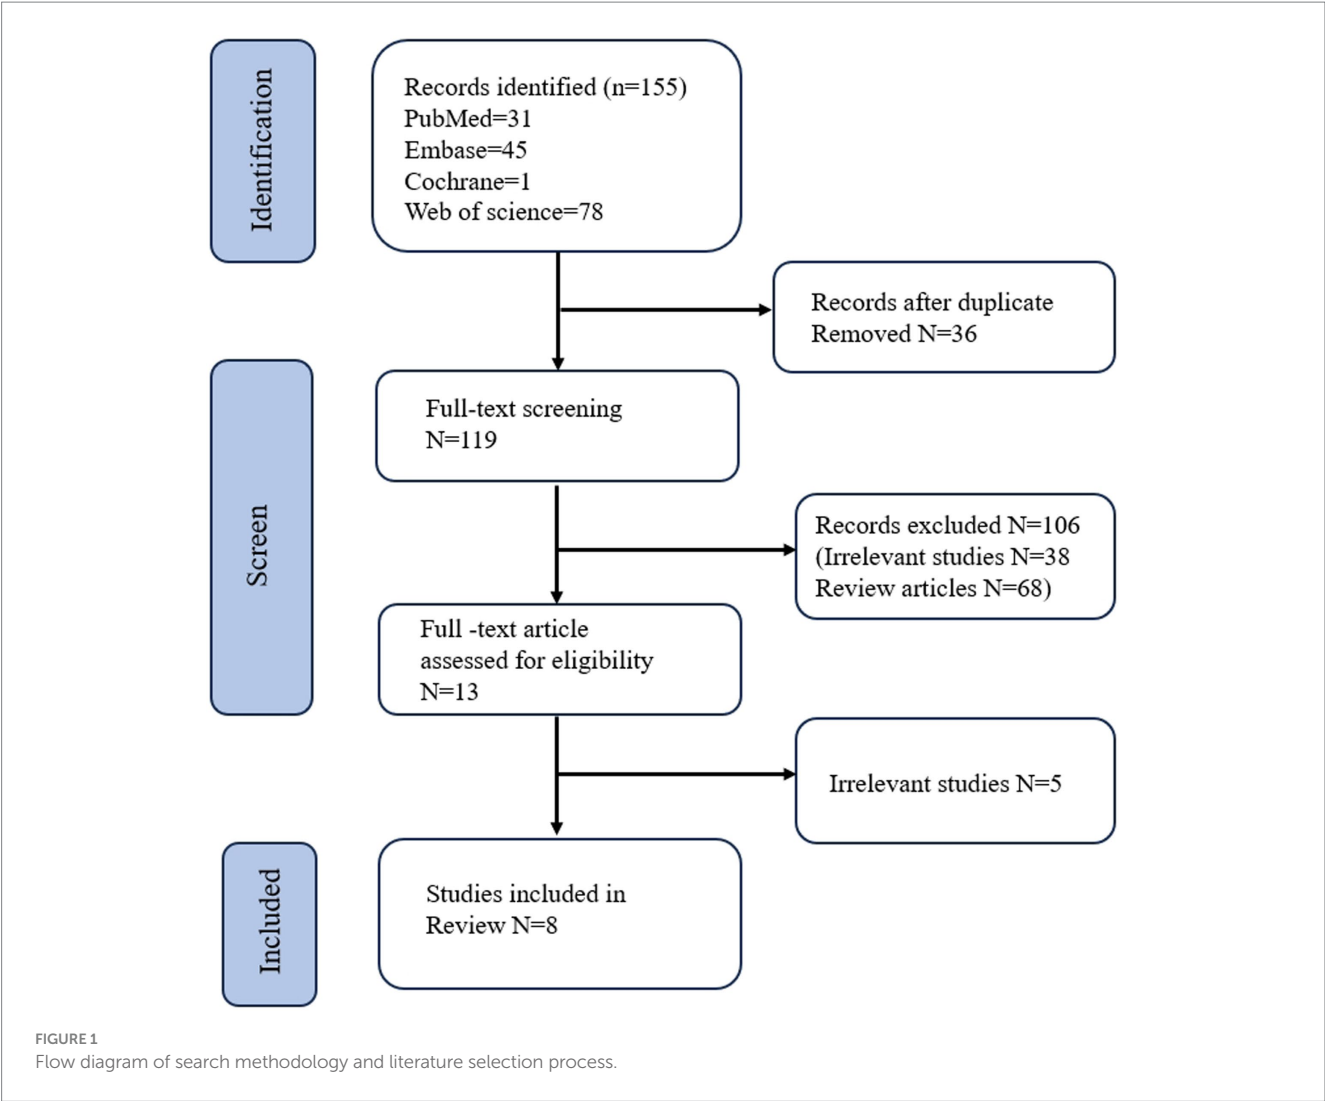 Identification
Records identified (n=155)
PubMed=31
Embase=45
Cochrane=1
Web of science=78
Records after duplicate
Removed N=36
Screen
Full-text screening
N=119
Records excluded N=106
(Irrelevant studies N=38
Review articles N=68)
Full -text article
assessed for eligibility
N=13
Irrelevant studies N=5
Included
Studies included in
Review N=8
FIGURE 1
Flow diagram of search methodology and literature selection process.